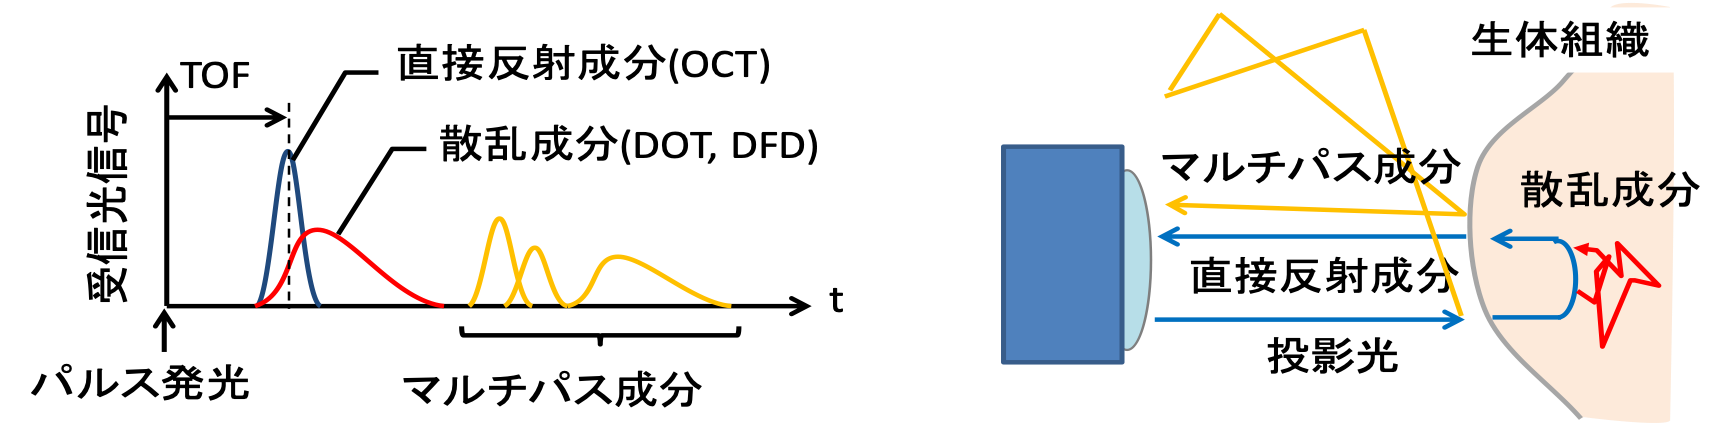 TOF
直接反射成分(OCT)
散乱成分(DOT, DFD)
受信光信号
t
パルス発光
マルチパス成分
生体組織
マルチパス成分
散乱成分
直接反射成分
投影光